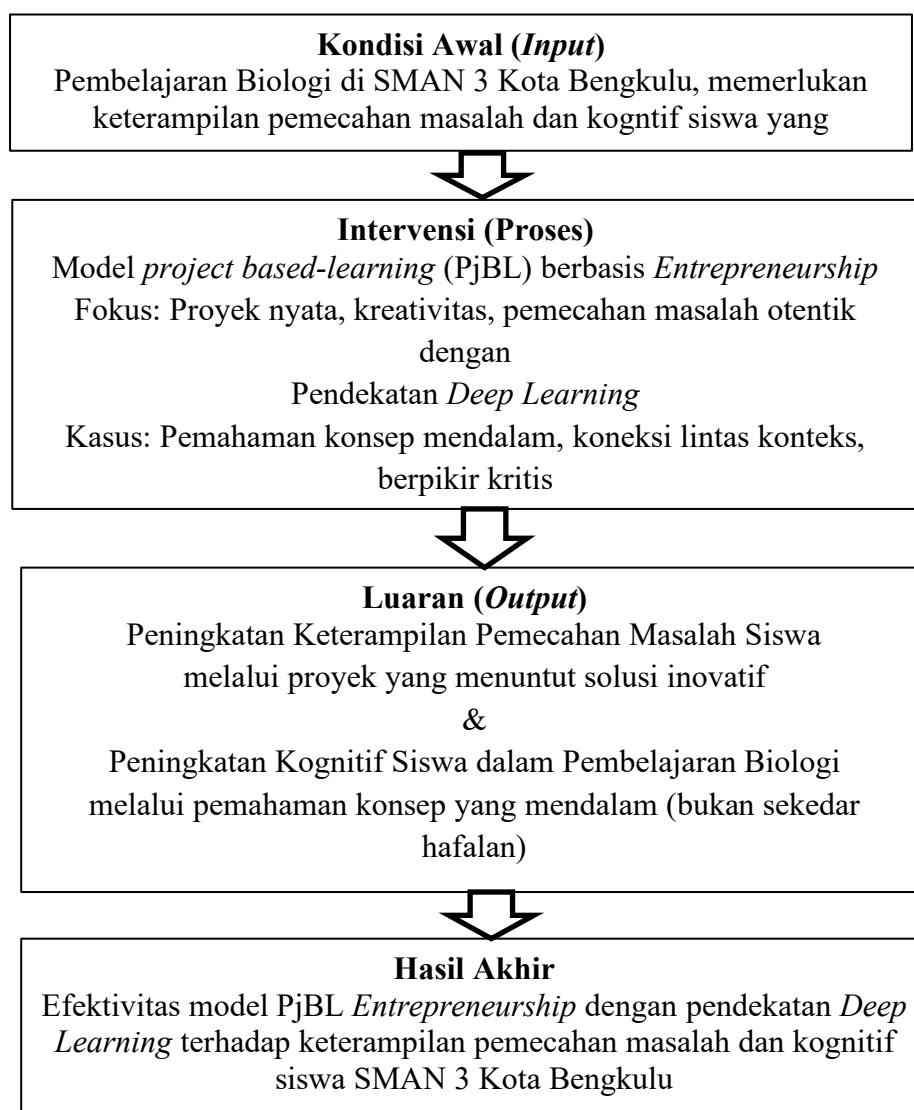 Kondisi Awal (Input)
Pembelajaran Biologi di SMAN 3 Kota Bengkulu, memerlukan
keterampilan pemecahan masalah dan kogntif siswa yang
Intervensi (Proses)
Model project based-learning (PjBL) berbasis Entrepreneurship
Fokus: Proyek nyata, kreativitas, pemecahan masalah otentik
dengan
Pendekatan Deep Learning
Kasus: Pemahaman konsep mendalam, koneksi lintas konteks,
berpikir kritis
Luaran (Output)
Peningkatan Keterampilan Pemecahan Masalah Siswa
melalui proyek yang menuntut solusi inovatif
&
Peningkatan Kognitif Siswa dalam Pembelajaran Biologi
melalui pemahaman konsep yang mendalam (bukan sekedar
hafalan)
Hasil Akhir
Efektivitas model PjBL Entrepreneurship dengan pendekatan Deep
Learning terhadap keterampilan pemecahan masalah dan kognitif
siswa SMAN 3 Kota Bengkulu